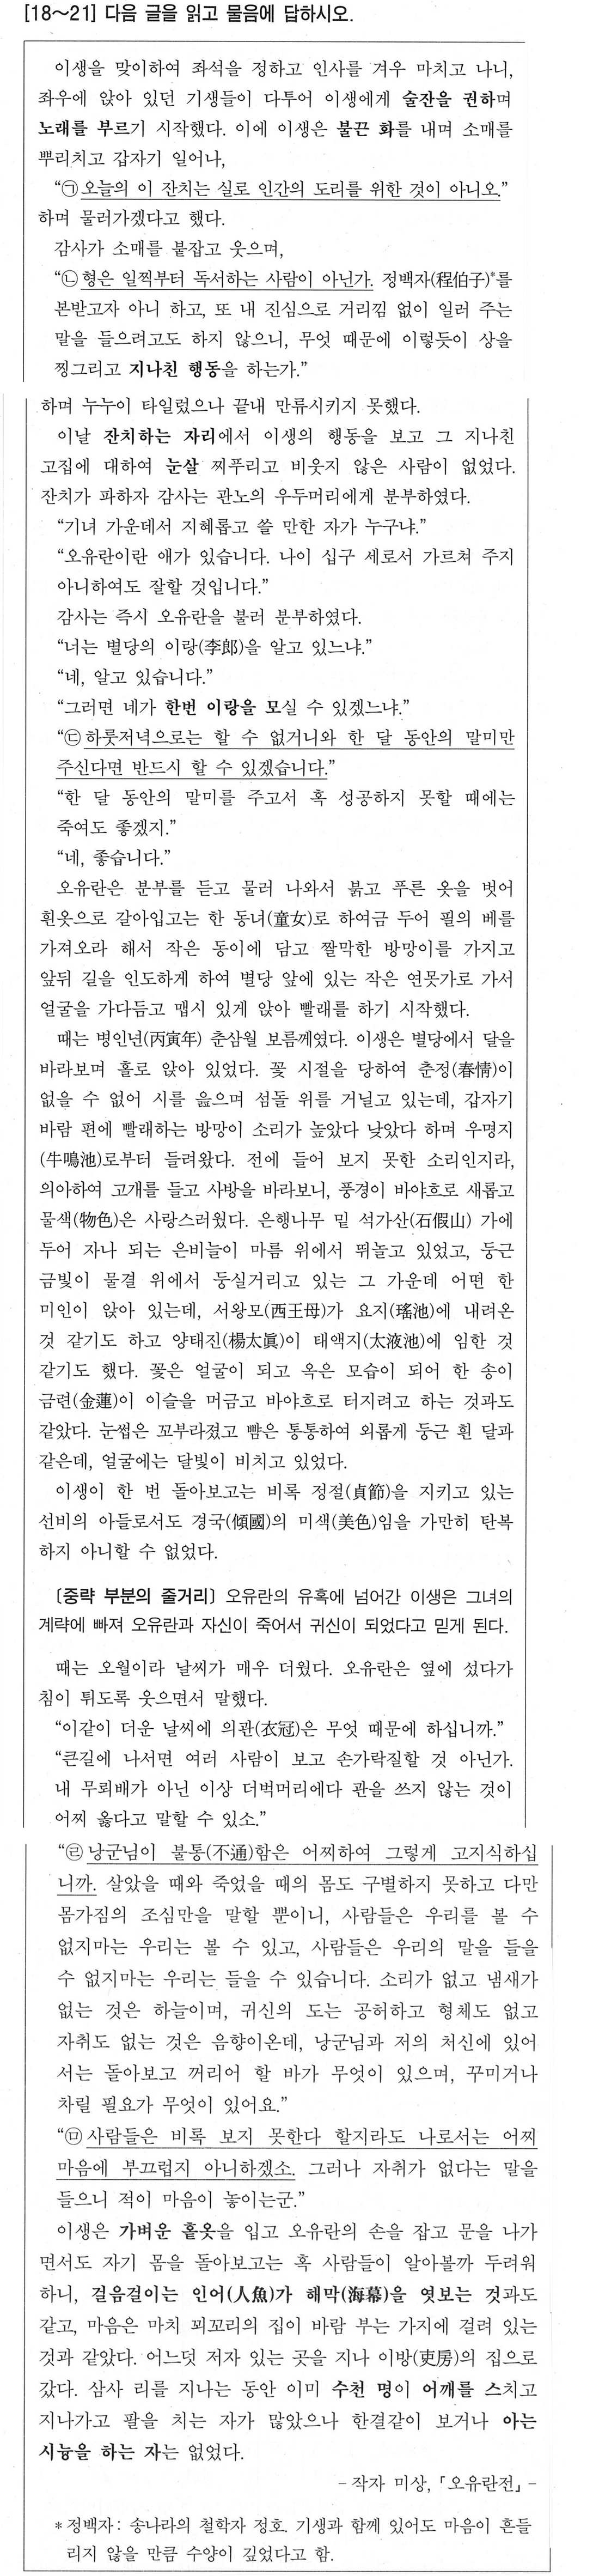 [18～21] 다음 글을 읽고 물음에 답하시오.
이생을 맞이하여 좌석을 정하고 인사를 겨우 마치고 나니,
좌우에 앉아 있던 기생들이 다투어 이생에게 술잔을 권하며
노래를 부르기 시작했다. 이에 이생은 불끈 화를 내며 소매를
뿌리치고 갑자기 일어나,
“㉠오늘의 이 잔치는 실로 인간의 도리를 위한 것이 아니오.”
하며 물러가겠다고 했다.
감사가 소매를 붙잡고 웃으며,
“㉡형은 일찍부터 독서하는 사람이 아닌가. 정백자(程伯子)*를
본받고자 아니 하고, 또 내 진심으로 거리낌 없이 일러 주는
말을 들으려고도 하지 않으니, 무엇 때문에 이렇듯이 상을
찡그리고 지나친 행동을 하는가.”
하며 누누이 타일렀으나 끝내 만류시키지 못했다.
이날 잔치하는 자리에서 이생의 행동을 보고 그 지나친
고집에 대하여 눈살 찌푸리고 비웃지 않은 사람이 없었다.
잔치가 파하자 감사는 관노의 우두머리에게 분부하였다.
“기녀 가운데서 지혜롭고 쓸 만한 자가 누구냐.”
“오유란이란 애가 있습니다. 나이 십구 세로서 가르쳐 주지
아니하여도 잘할 것입니다.”
감사는 즉시 오유란을 불러 분부하였다.
“너는 별당의 이랑(李郎)을 알고 있느냐.”
“네, 알고 있습니다.”
“그러면 네가 한번 이랑을 모실 수 있겠느냐.”
“㉢하룻저녁으로는 할 수 없거니와 한 달 동안의 말미만
주신다면 반드시 할 수 있겠습니다.”
“한 달 동안의 말미를 주고서 혹 성공하지 못할 때에는
죽여도 좋겠지.”
“네, 좋습니다.”
오유란은 분부를 듣고 물러 나와서 붉고 푸른 옷을 벗어
흰옷으로 갈아입고는 한 동녀(童女)로 하여금 두어 필의 베를
가져오라 해서 작은 동이에 담고 짤막한 방망이를 가지고
앞뒤 길을 인도하게 하여 별당 앞에 있는 작은 연못가로 가서
얼굴을 가다듬고 맵시 있게 앉아 빨래를 하기 시작했다.
때는 병인년(丙寅年) 춘삼월 보름께였다. 이생은 별당에서 달을
바라보며 홀로 앉아 있었다. 꽃 시절을 당하여 춘정(春情)이
없을 수 없어 시를 읊으며 섬돌 위를 거닐고 있는데, 갑자기
바람 편에 빨래하는 방망이 소리가 높았다 낮았다 하며 우명지
(牛鳴池)로부터 들려왔다. 전에 들어 보지 못한 소리인지라,
의아하여 고개를 들고 사방을 바라보니, 풍경이 바야흐로 새롭고
물색(物色)은 사랑스러웠다. 은행나무 밑 석가산(石假山) 가에
두어 자나 되는 은비늘이 마름 위에서 뛰놀고 있었고, 둥근
금빛이 물결 위에서 둥실거리고 있는 그 가운데 어떤 한
미인이 앉아 있는데, 서왕모(西王母)가 요지(瑤池)에 내려온
것 같기도 하고 양태진(楊太眞)이 태액지(太液池)에 임한 것
같기도 했다. 꽃은 얼굴이 되고 옥은 모습이 되어 한 송이
금련(金蓮)이 이슬을 머금고 바야흐로 터지려고 하는 것과도
같았다. 눈썹은 꼬부라졌고 뺨은 통통하여 외롭게 둥근 흰 달과
같은데, 얼굴에는 달빛이 비치고 있었다.
이생이 한 번 돌아보고는 비록 정절(貞節)을 지키고 있는
선비의 아들로서도 경국(傾國)의 미색(美色)임을 가만히 탄복
하지 아니할 수 없었다.
〔중략 부분의 줄거리〕 오유란의 유혹에 넘어간 이생은 그녀의
계략에 빠져 오유란과 자신이 죽어서 귀신이 되었다고 믿게 된다.
때는 오월이라 날씨가 매우 더웠다. 오유란은 옆에 섰다가
침이 튀도록 웃으면서 말했다.
“이같이 더운 날씨에 의관(衣冠)은 무엇 때문에 하십니까.”
“큰길에 나서면 여러 사람이 보고 손가락질할 것 아닌가.
내 무뢰배가 아닌 이상 더벅머리에다 관을 쓰지 않는 것이
어찌 옳다고 말할 수 있소.”
“㉣낭군님이 불통(不通)함은 어찌하여 그렇게 고지식하십
니까. 살았을 때와 죽었을 때의 몸도 구별하지 못하고 다만
몸가짐의 조심만을 말할 뿐이니, 사람들은 우리를 볼 수
없지마는 우리는 볼 수 있고, 사람들은 우리의 말을 들을
수 없지마는 우리는 들을 수 있습니다. 소리가 없고 냄새가
없는 것은 하늘이며, 귀신의 도는 공허하고 형체도 없고
자취도 없는 것은 음향이온데, 낭군님과 저의 처신에 있어
서는 돌아보고 꺼리어 할 바가 무엇이 있으며, 꾸미거나
차릴 필요가 무엇이 있어요.”
“㉤사람들은 비록 보지 못한다 할지라도 나로서는 어찌
마음에 부끄럽지 아니하겠소. 그러나 자취가 없다는 말을
들으니 적이 마음이 놓이는군.”
이생은 가벼운 홑옷을 입고 오유란의 손을 잡고 문을 나가
면서도 자기 몸을 돌아보고는 혹 사람들이 알아볼까 두려워
하니, 걸음걸이는 인어(人魚)가 해막(海幕)을 엿보는 것과도
같고, 마음은 마치 꾀꼬리의 집이 바람 부는 가지에 걸려 있는
것과 같았다. 어느덧 저자 있는 곳을 지나 이방(吏房)의 집으로
갔다. 삼사 리를 지나는 동안 이미 수천 명이 어깨를 스치고
지나가고 팔을 치는 자가 많았으나 한결같이 보거나 아는
시늉을 하는 자는 없었다.
- 작자 미상, 「오유란전」 -
* 정백자: 송나라의 철학자 정호. 기생과 함께 있어도 마음이 흔들
리지 않을 만큼 수양이 깊었다고 함.